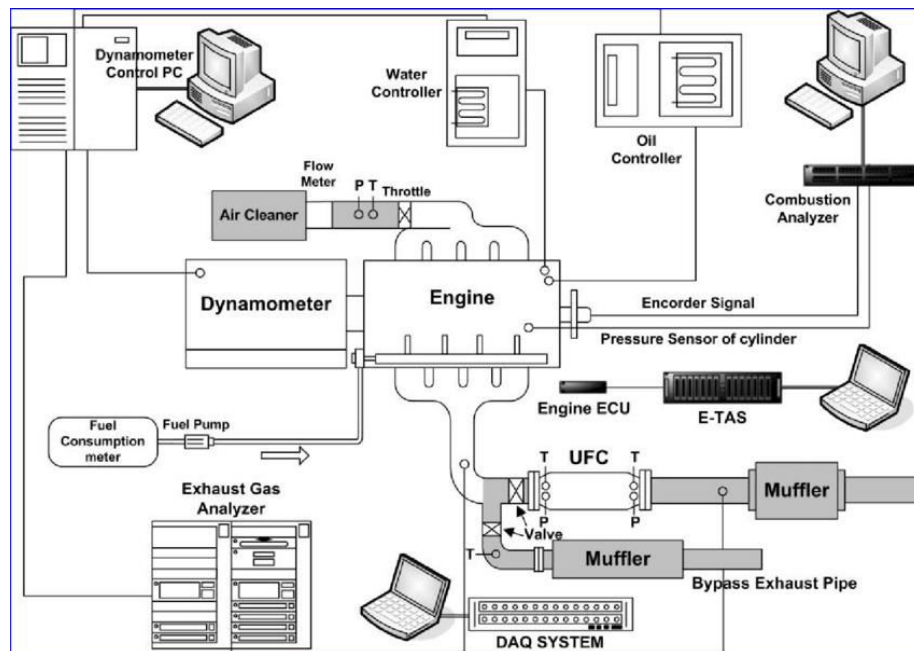 Dynamometer
Control PC
Water
Controller
Oil
Controller
Combustion
Analyzer
Flow
Meter
P T Throttle
Air Cleaner
Dynamometer
Engine
Encorder Signal
Pressure Sensor of cylinder
Engine ECU
E-TAS
Fuel
Consumption
meter
Fuel Pump
T UFC T
P P
Muffler
Valve
T
Muffler
Bypass Exhaust Pipe
Exhaust Gas
Analyzer
DAQ SYSTEM